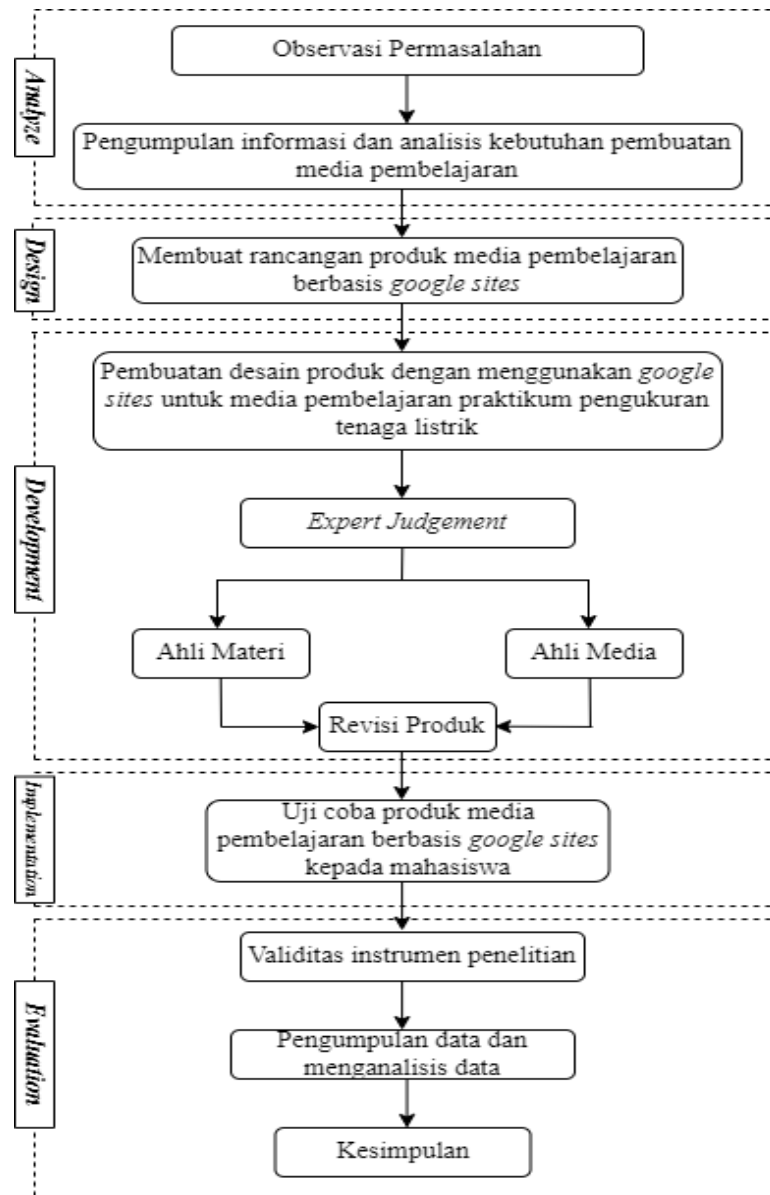 Analyze
Observasi Permasalahan
Pengumpulan informasi dan analisis kebutuhan pembuatan
media pembelajaran
Design
Membuat rancangan produk media pembelajaran
berbasis google sites
Development
Pembuatan desain produk dengan menggunakan google
sites untuk media pembelajaran praktikum pengukuran
tenaga listrik
Expert Judgement
Ahli Materi
Ahli Media
Revisi Produk
Implementation
Uji coba produk media
pembelajaran berbasis google sites
kepada mahasiswa
Evaluation
Validitas instrumen penelitian
Pengumpulan data dan
menganalisis data
Kesimpulan